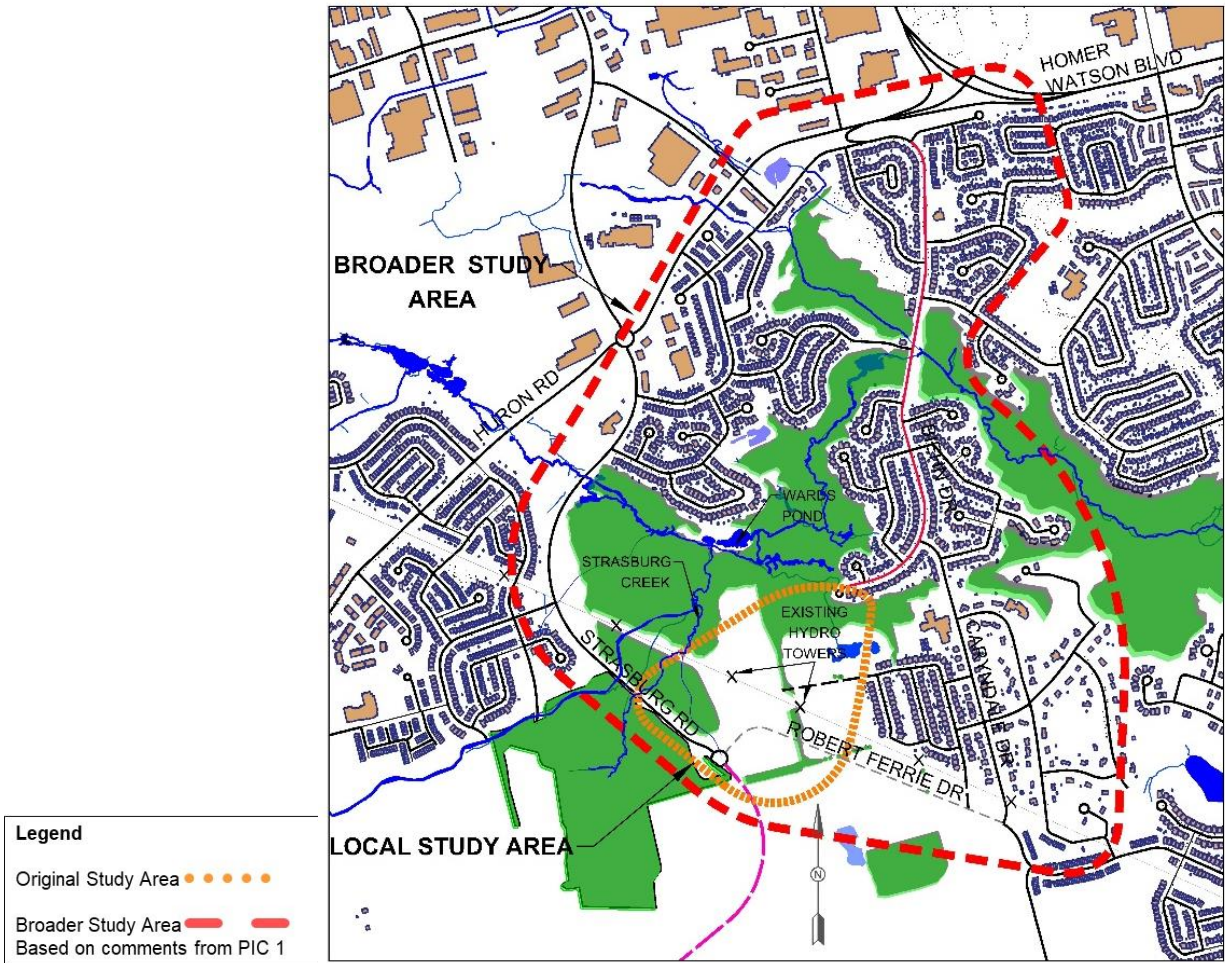 HOMER
WATSON BLVD
BROADER STUDY
AREA
HURON RD
WARDS
POND
STRASBURG
CREEK
EXISTING
HYDRO
TOWERS
STRASBURG RD
CARYNDALE DR
ROBERT FERRIE DR
LOCAL STUDY AREA
N
Legend
Original Study Area
Broader Study Area
Based on comments from PIC 1